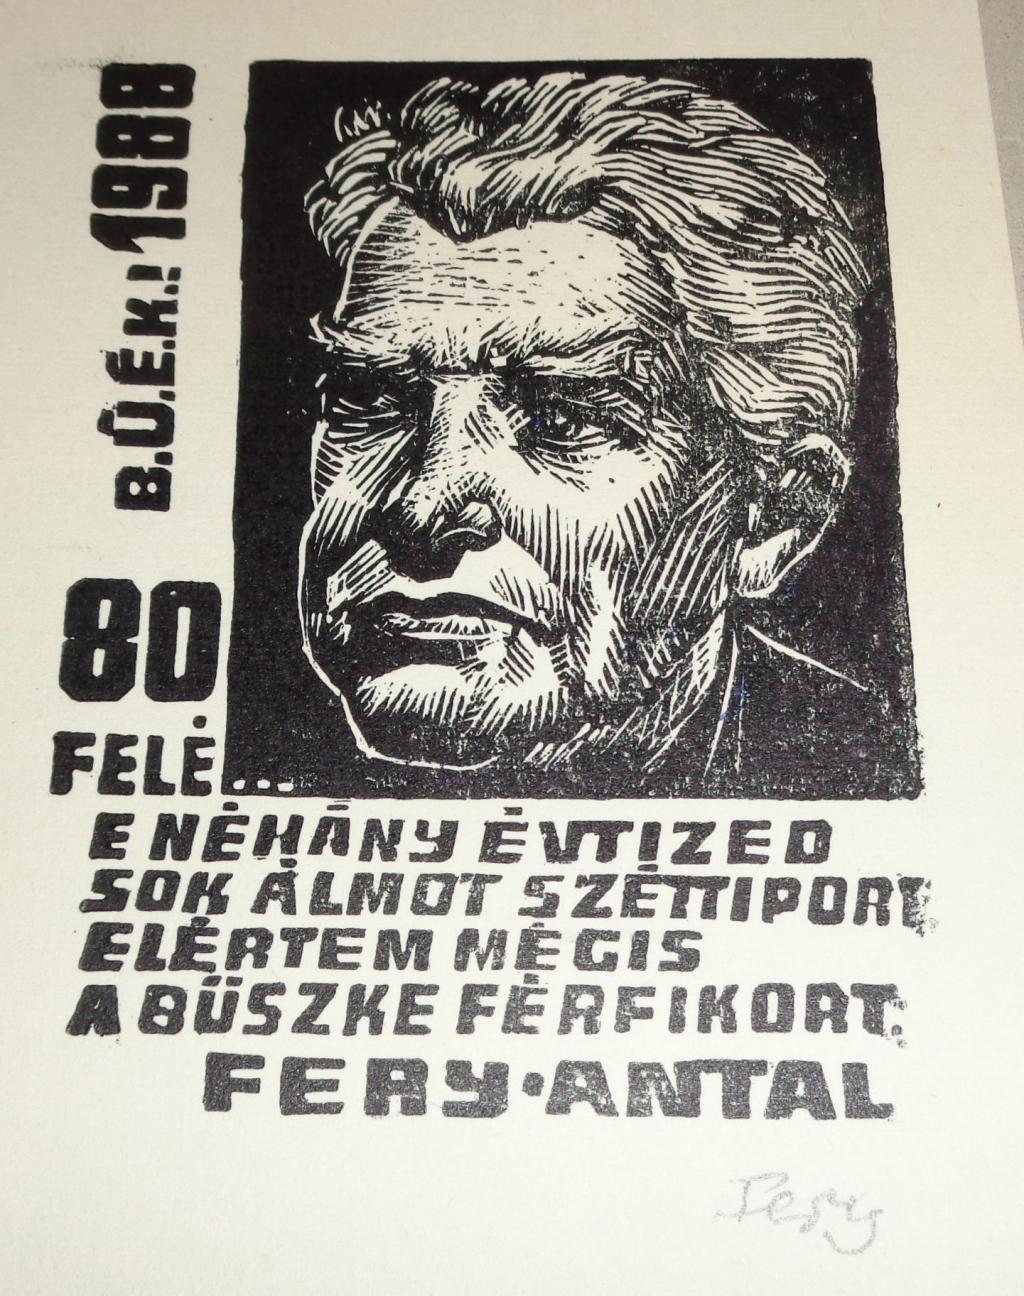 B.Ú.É.K.! 1988
80
FELÉ...
E NÉHÁNY ÉVTIZED
SOK ÁLMOT SZÉTTIPORT
ELÉRTEM MÉGIS
A BÜSZKE FÉRFIKORT.
FERY·ANTAL
Fery